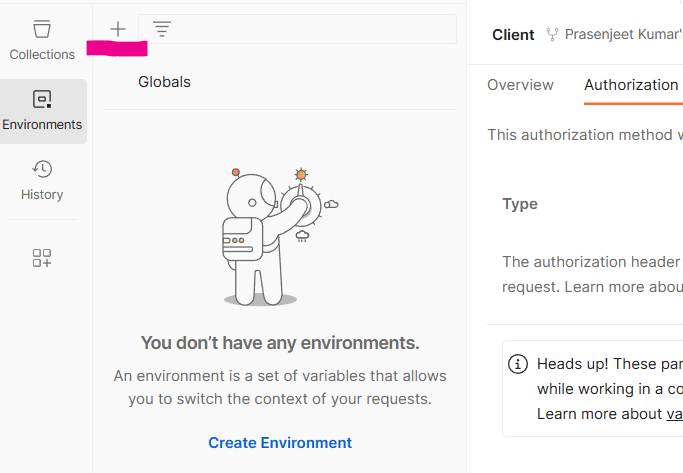 Collections
Environments
History
Globals
You don’t have any environments.
An environment is a set of variables that allows
you to switch the context of your requests.
Create Environment
Client Prasenjeet Kumar'
Overview Authorization
This authorization method
Type
The authorization header
request. Learn more abou
Heads up! These par
while working in a co
Learn more about va